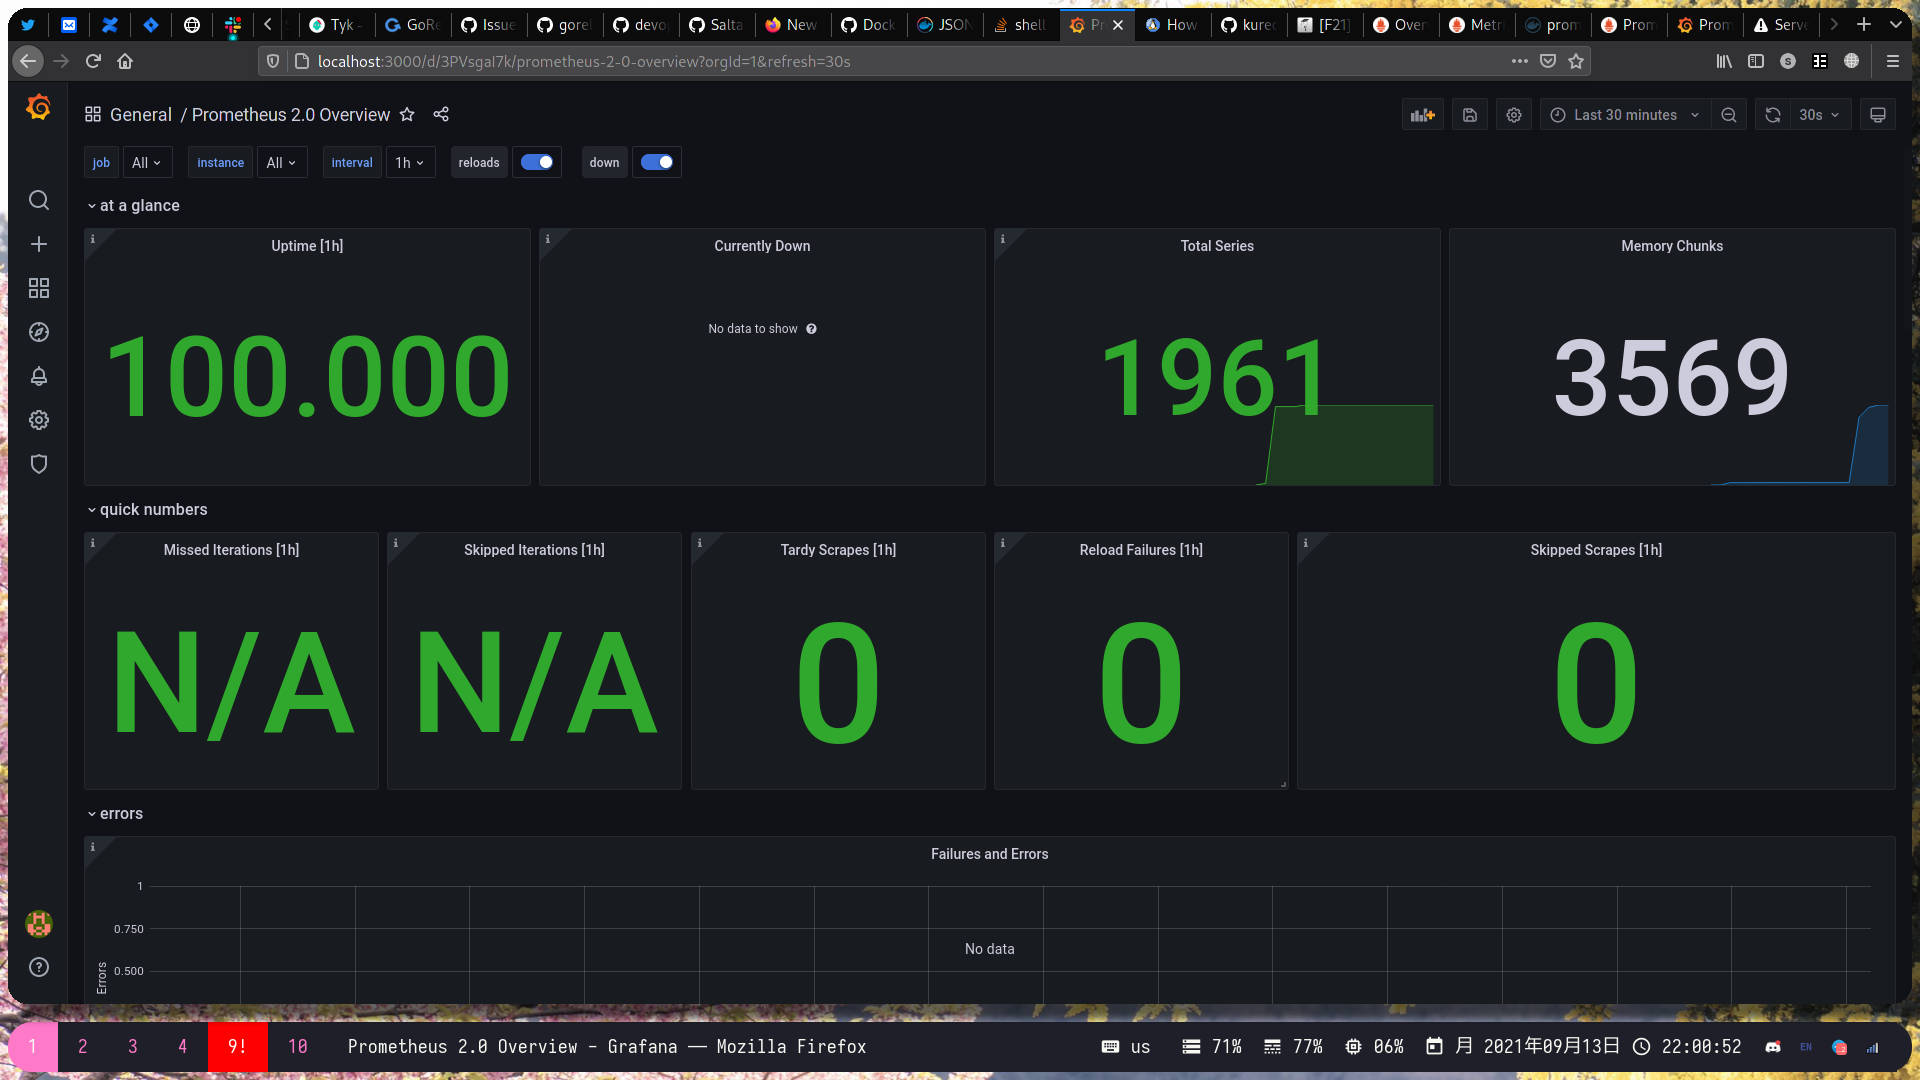 Tyk -
GoRe
Issue
gorel
devop
Salta
New
Dock
JSON
shell
Pr
How
kured
[F21]
Over
Metri
prom
Prom
Prom
Serve
localhost:3000/d/3PVsgaI7k/prometheus-2-0-overview?orgId=1&refresh=30s
General / Prometheus 2.0 Overview
Last 30 minutes
30s
job All instance All interval 1h reloads down
at a glance
Uptime [1h]
100.000
Currently Down
No data to show
Total Series
1961
Memory Chunks
3569
quick numbers
Missed Iterations [1h]
N/A
Skipped Iterations [1h]
N/A
Tardy Scrapes [1h]
0
Reload Failures [1h]
0
Skipped Scrapes [1h]
0
errors
Failures and Errors
1
0.750
0.500
Errors
No data
1 2 3 4 9! 10 Prometheus 2.0 Overview - Grafana — Mozilla Firefox us 71% 77% 06% 月 2021年09月13日 22:00:52 EN